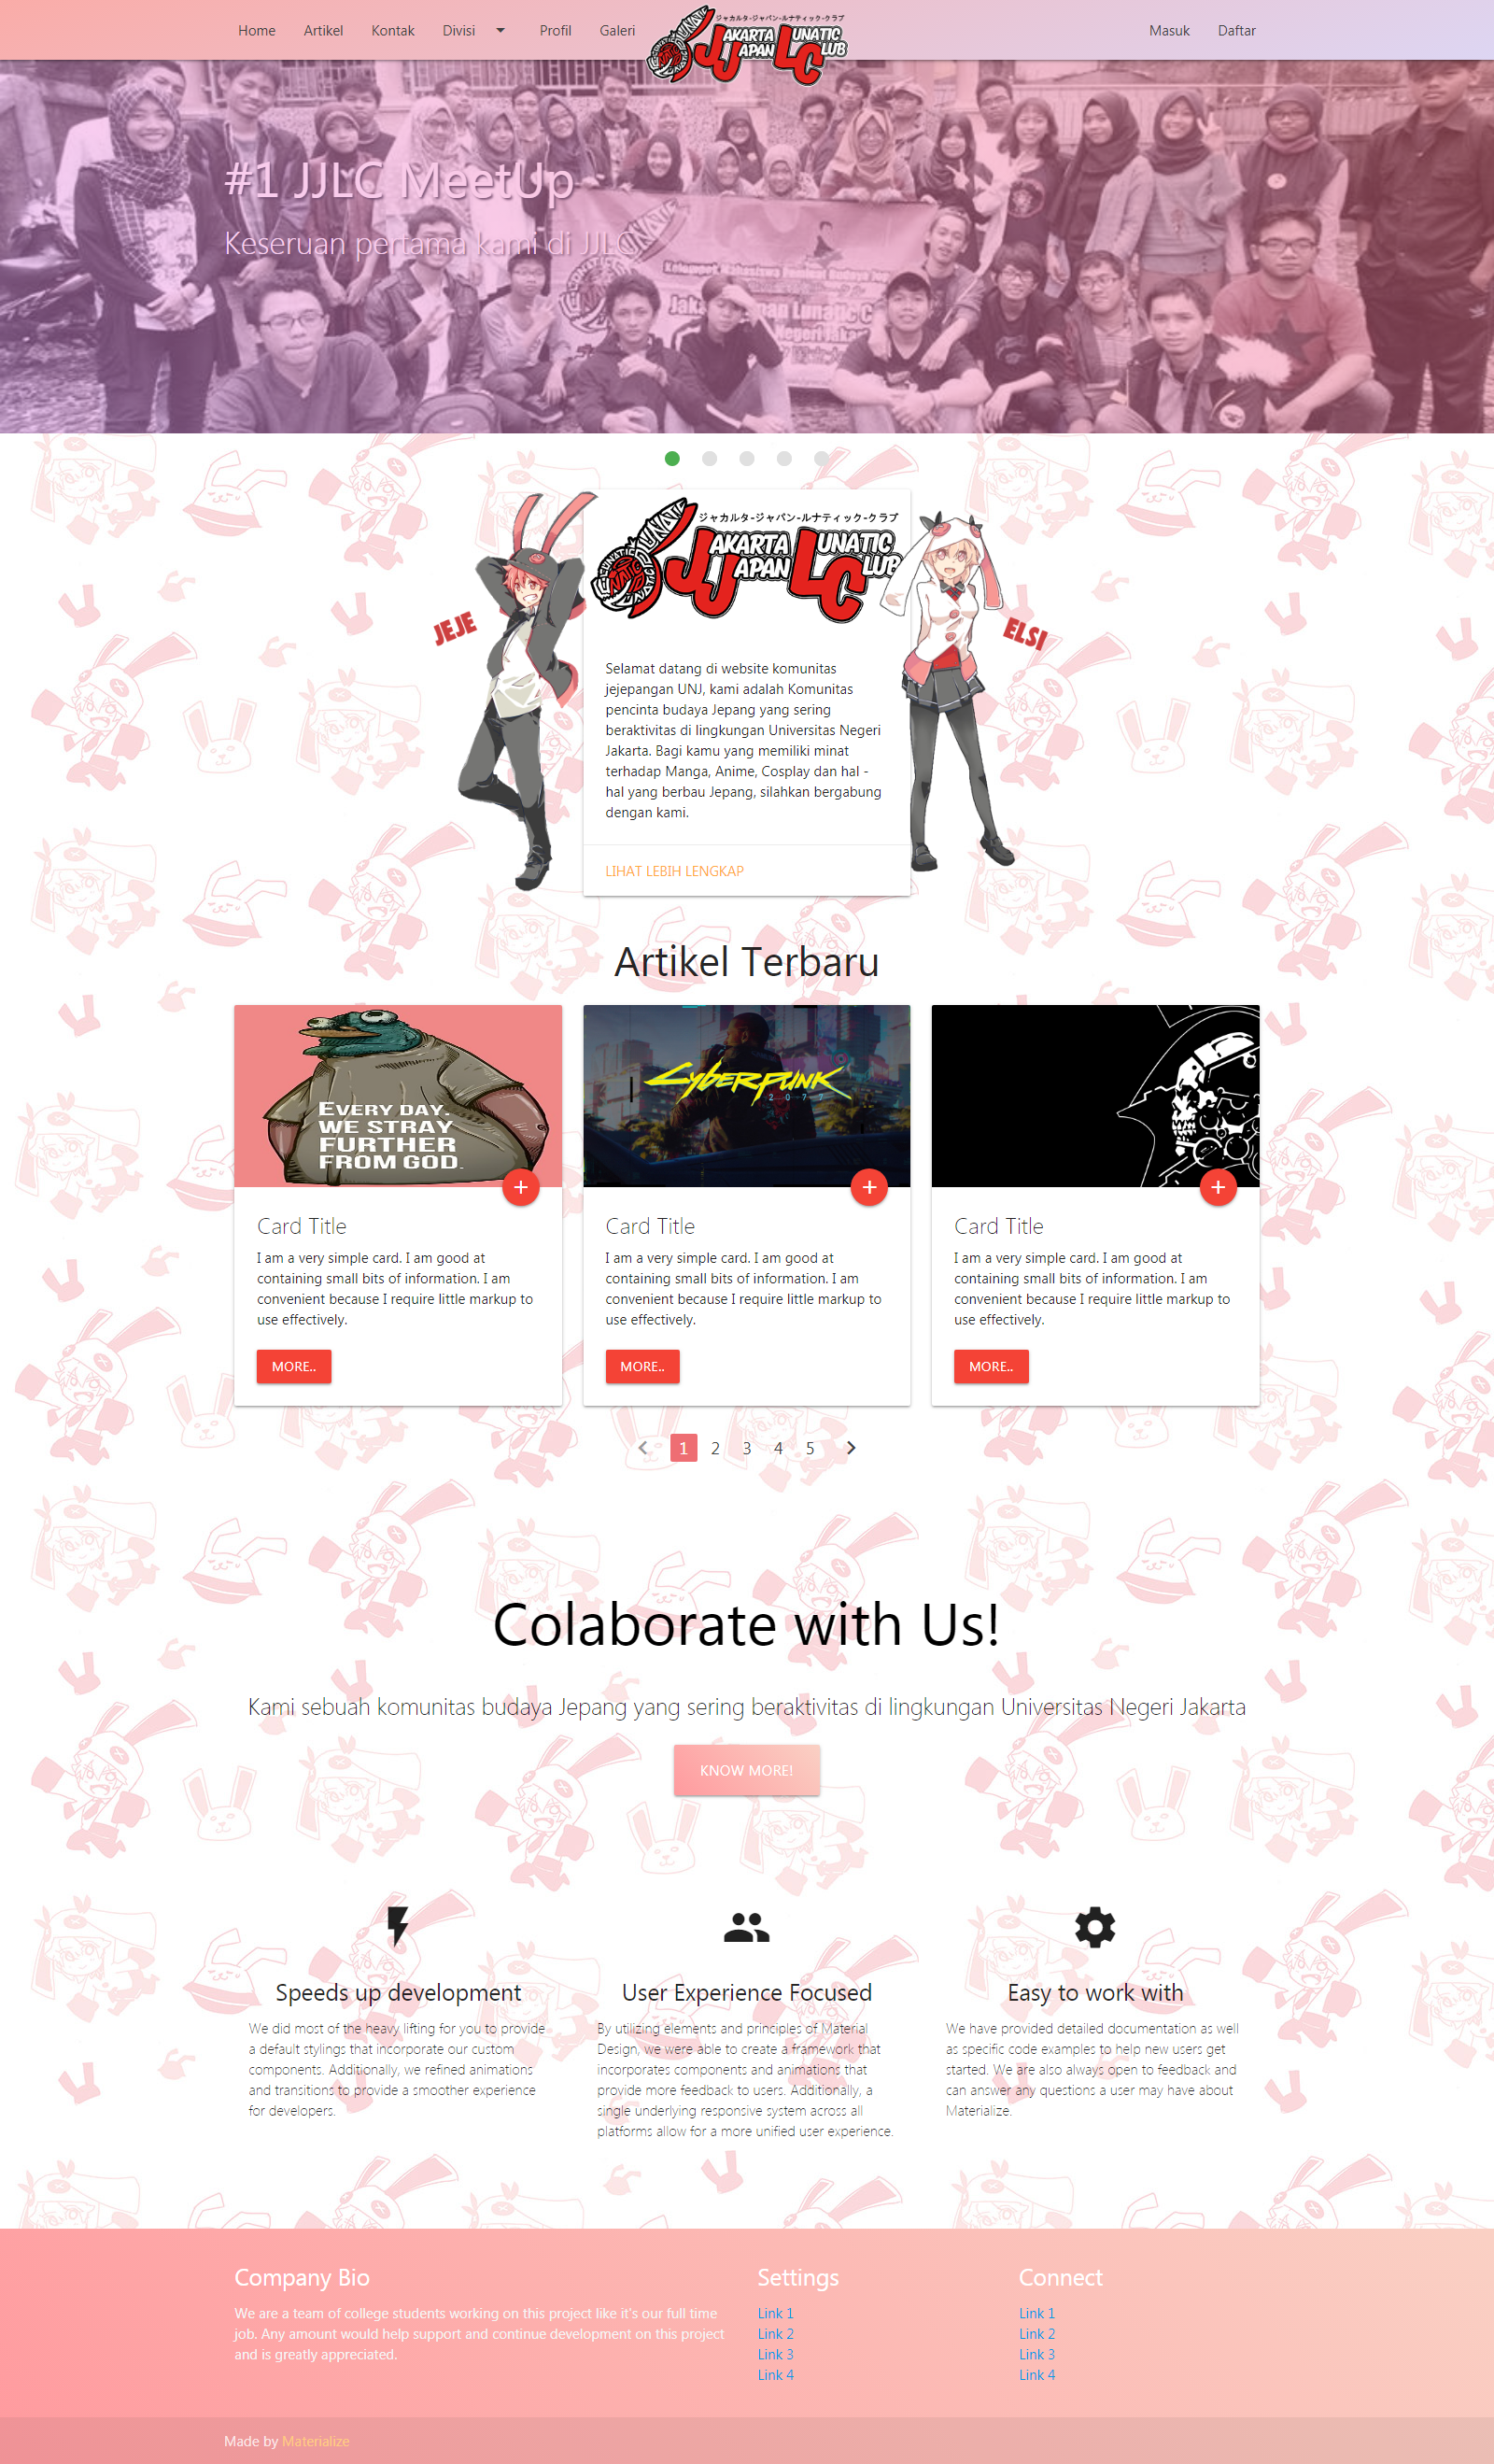 Home Artikel Kontak Divisi Profil Galeri
ジャカルタ-ジャパン-ルナティック-クラブ
JAKARTA LUNATIC
JAPAN CLUB
Masuk Daftar
#1 JJLC MeetUp
Keseruan pertama kami di JJLC
ジャカルタ-ジャパン-ルナティック-クラブ
JAKARTA LUNATIC
JAPAN CLUB
JEJE
ELSI
Selamat datang di website komunitas
jejepangan UNJ, kami adalah Komunitas
pencinta budaya Jepang yang sering
beraktivitas di lingkungan Universitas Negeri
Jakarta. Bagi kamu yang memiliki minat
terhadap Manga, Anime, Cosplay dan hal -
hal yang berbau Jepang, silahkan bergabung
dengan kami.
LIHAT LEBIH LENGKAP
Artikel Terbaru
EVERY DAY.
WE STRAY
FURTHER
FROM GOD.
Cyberpunk
2077
Card Title
I am a very simple card. I am good at
containing small bits of information. I am
convenient because I require little markup to
use effectively.
MORE..
Card Title
I am a very simple card. I am good at
containing small bits of information. I am
convenient because I require little markup to
use effectively.
MORE..
Card Title
I am a very simple card. I am good at
containing small bits of information. I am
convenient because I require little markup to
use effectively.
MORE..
1 2 3 4 5
Colaborate with Us!
Kami sebuah komunitas budaya Jepang yang sering beraktivitas di lingkungan Universitas Negeri Jakarta
KNOW MORE!
Speeds up development
We did most of the heavy lifting for you to provide
a default stylings that incorporate our custom
components. Additionally, we refined animations
and transitions to provide a smoother experience
for developers.
User Experience Focused
By utilizing elements and principles of Material
Design, we were able to create a framework that
incorporates components and animations that
provide more feedback to users. Additionally, a
single underlying responsive system across all
platforms allow for a more unified user experience.
Easy to work with
We have provided detailed documentation as well
as specific code examples to help new users get
started. We are also always open to feedback and
can answer any questions a user may have about
Materialize.
Company Bio
We are a team of college students working on this project like it's our full time
job. Any amount would help support and continue development on this project
and is greatly appreciated.
Settings
Link 1
Link 2
Link 3
Link 4
Connect
Link 1
Link 2
Link 3
Link 4
Made by Materialize